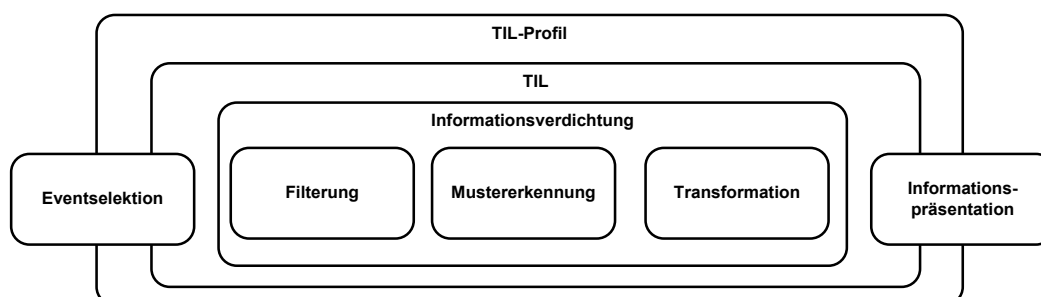 TIL-Profil
TIL
Informationsverdichtung
Eventselektion
Filterung
Mustererkennung
Transformation
Informations-
präsentation